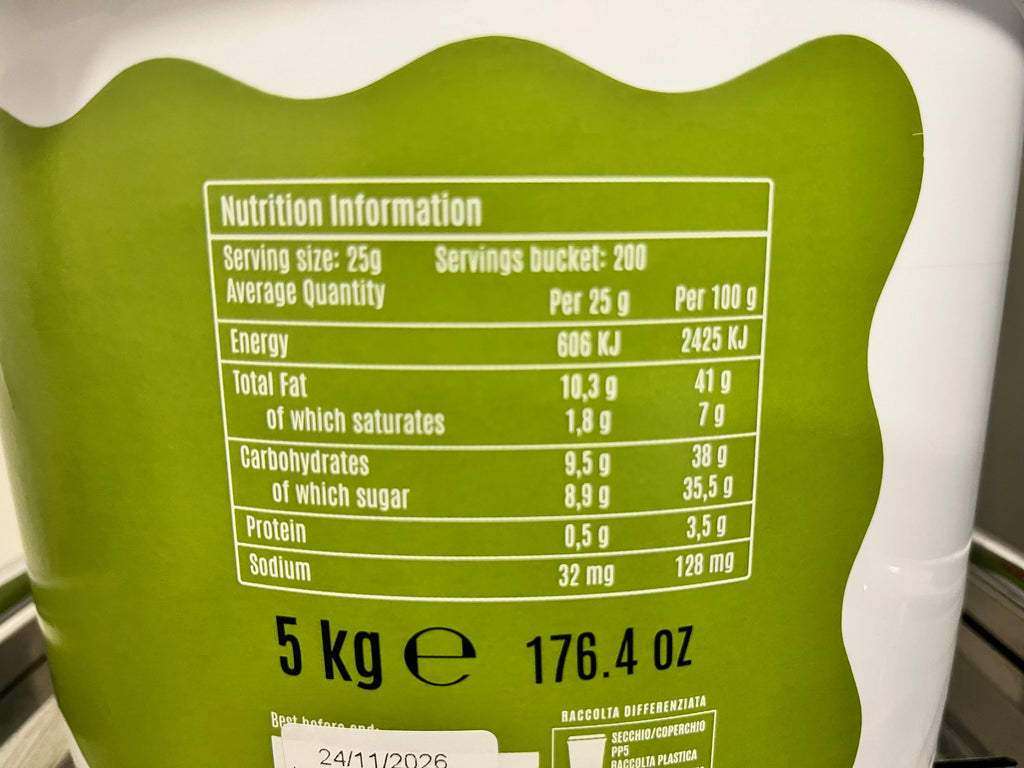 Nutrition Information
Serving size: 25g Servings bucket: 200
Average Quantity Per 25 g Per 100 g
Energy 606 KJ 2425 KJ
Total Fat 10,3 g 41 g
of which saturates 1,8 g 7 g
Carbohydrates 9,5 g 38 g
of which sugar 8,9 g 35,5 g
Protein 0,5 g 3,5 g
Sodium 32 mg 128 mg
5 kg ℮ 176.4 oz
Best before end:
24/11/2026
RACCOLTA DIFFERENZIATA
SECCHIO/COPERCHIO
PP5
RACCOLTA PLASTICA